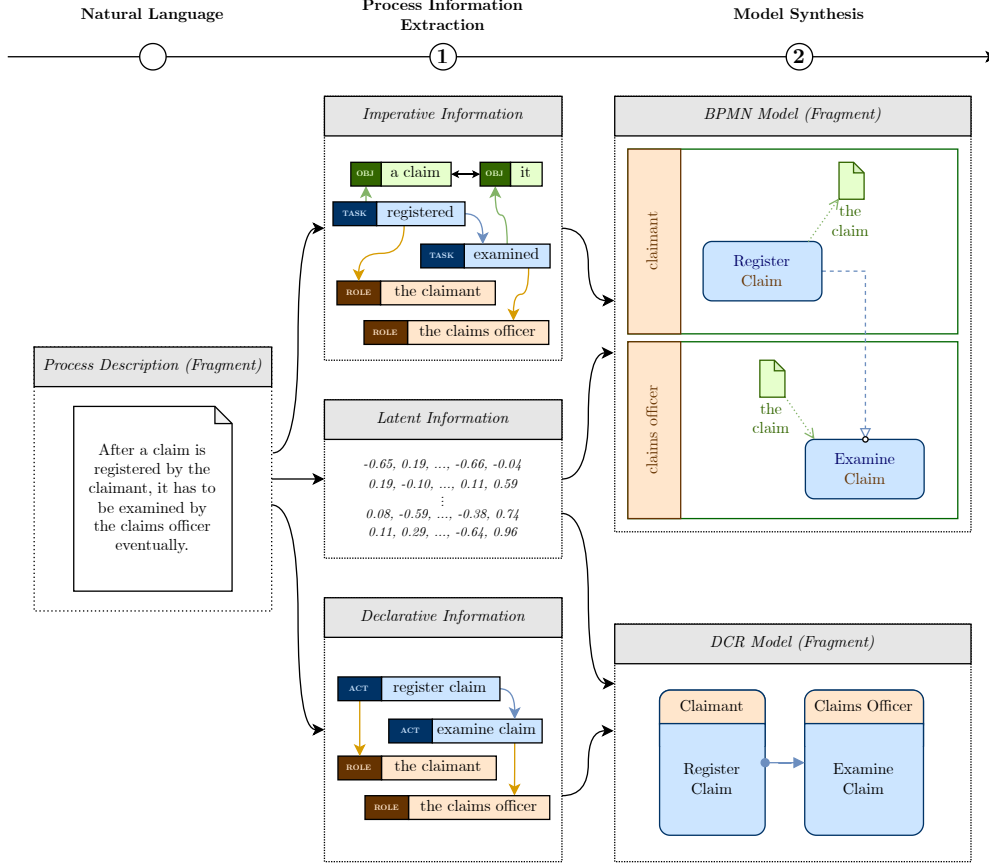 Natural Language
Process Information
Extraction
Model Synthesis
1
2
Process Description (Fragment)
After a claim is
registered by the
claimant, it has to
be examined by
the claims officer
eventually.
Imperative Information
OBJ a claim
OBJ it
TASK registered
TASK examined
ROLE the claimant
ROLE the claims officer
Latent Information
-0.65, 0.19, ..., -0.66, -0.04
0.19, -0.10, ..., 0.11, 0.59
⋮
0.08, -0.59, ..., -0.38, 0.74
0.11, 0.29, ..., -0.64, 0.96
Declarative Information
ACT register claim
ACT examine claim
ROLE the claimant
ROLE the claims officer
BPMN Model (Fragment)
claimant
the
claim
Register
Claim
claims officer
the
claim
Examine
Claim
DCR Model (Fragment)
Claimant
Register
Claim
Claims Officer
Examine
Claim